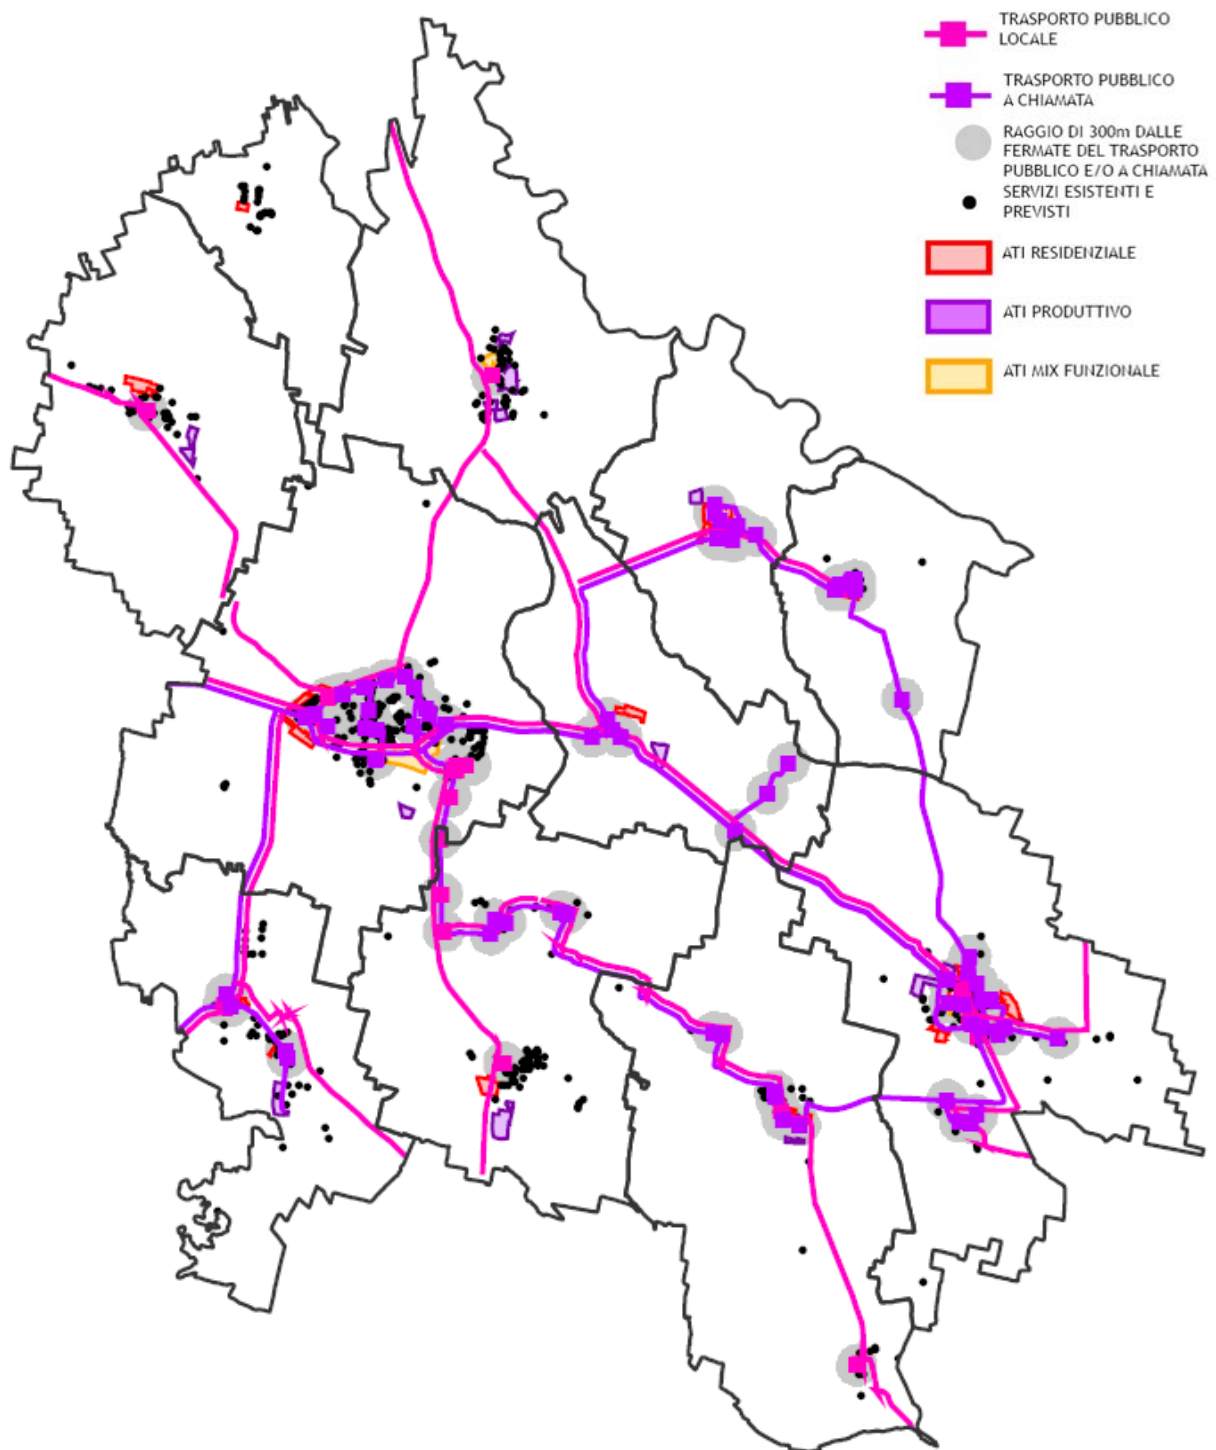 TRASPORTO PUBBLICO
LOCALE
TRASPORTO PUBBLICO
A CHIAMATA
RAGGIO DI 300m DALLE
FERMATE DEL TRASPORTO
PUBBLICO E/O A CHIAMATA
SERVIZI ESISTENTI E
PREVISTI
ATI RESIDENZIALE
ATI PRODUTTIVO
ATI MIX FUNZIONALE